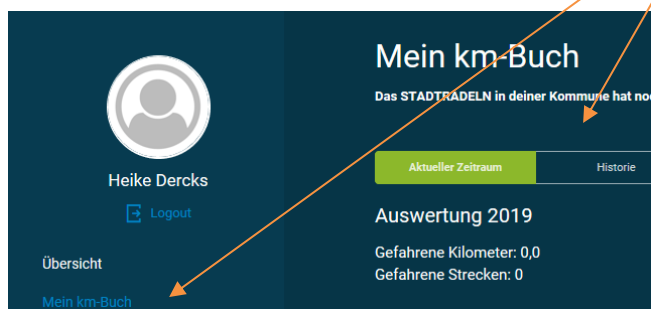 Heike Dercks
Logout
Übersicht
Mein km-Buch
Mein km-Buch
Das STADTRADELN in deiner Kommune hat noc
Aktueller Zeitraum
Historie
Auswertung 2019
Gefahrene Kilometer: 0,0
Gefahrene Strecken: 0